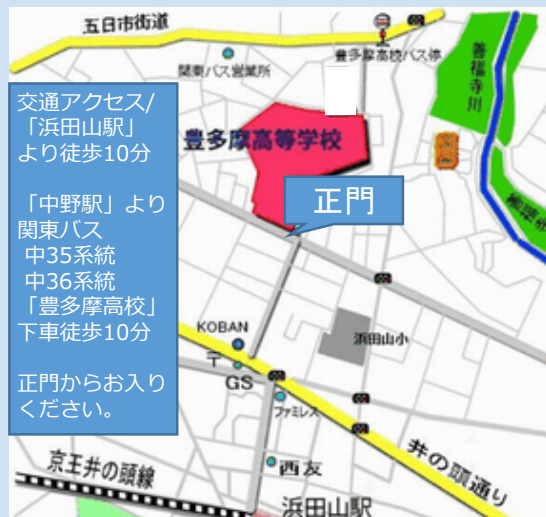 五日市街道
豊多摩高校バス停
関東バス営業所
善福寺川
交通アクセス/
「浜田山駅」
より徒歩10分
「中野駅」より
関東バス
中35系統
中36系統
「豊多摩高校」
下車徒歩10分
正門からお入り
ください。
豊多摩高等学校
正門
KOBAN
〒
GS
浜田山小
ファミレス
井の頭通り
西友
京王井の頭線
浜田山駅